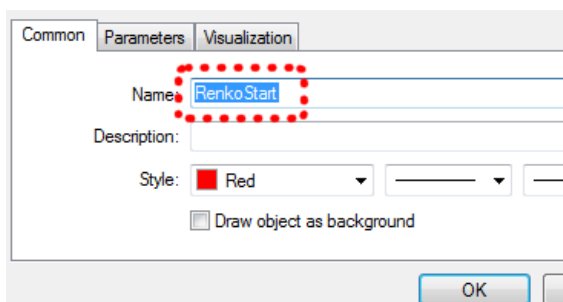 Common Parameters Visualization
Name: RenkoStart
Description:
Style: Red
Draw object as background
OK